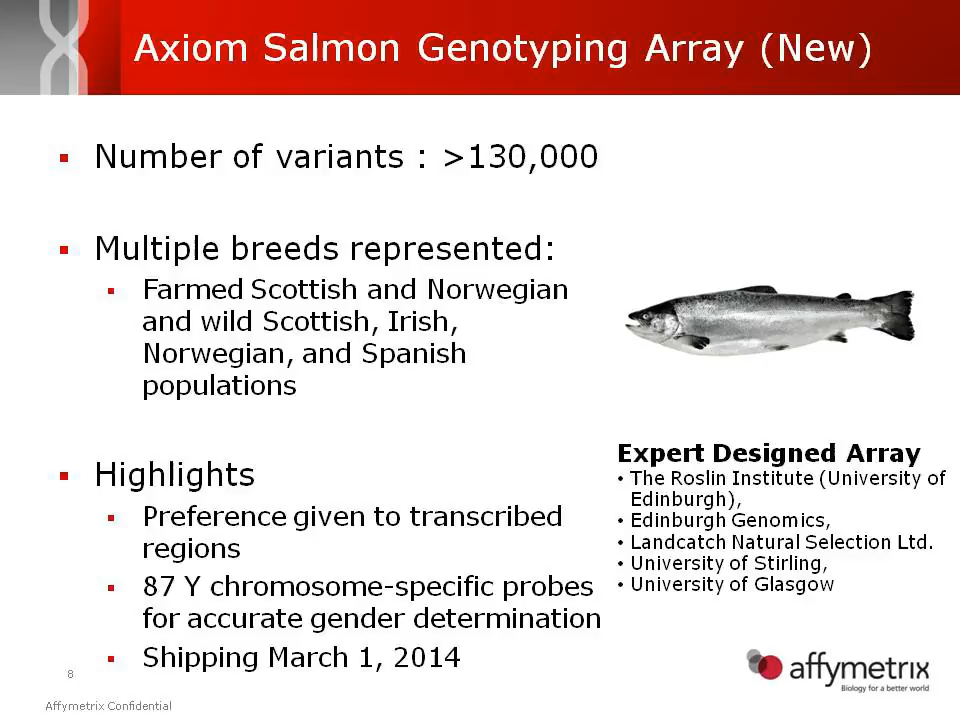 Axiom Salmon Genotyping Array (New)
▪ Number of variants : >130,000
▪ Multiple breeds represented:
▪ Farmed Scottish and Norwegian
and wild Scottish, Irish,
Norwegian, and Spanish
populations
▪ Highlights
▪ Preference given to transcribed
regions
▪ 87 Y chromosome-specific probes
for accurate gender determination
▪ Shipping March 1, 2014
Expert Designed Array
• The Roslin Institute (University of
Edinburgh),
• Edinburgh Genomics,
• Landcatch Natural Selection Ltd.
• University of Stirling,
• University of Glasgow
8
Affymetrix Confidential
affymetrix
Biology for a better world